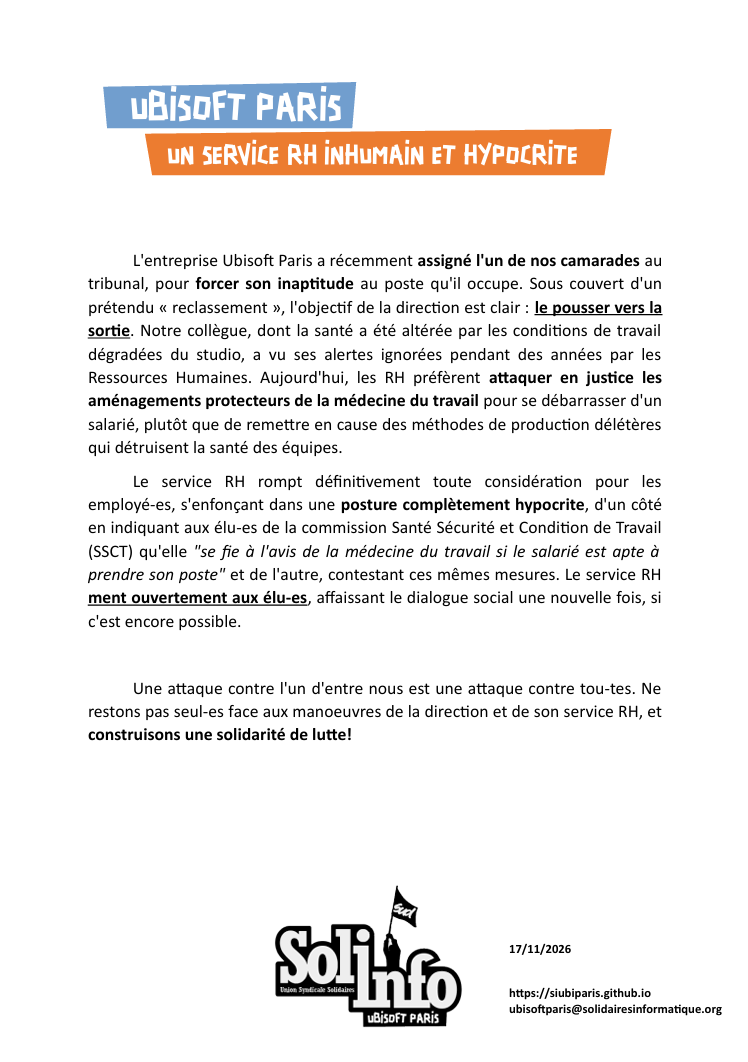 UBISOFT PARIS
UN SERVICE RH INHUMAIN ET HYPOCRITE
L'entreprise Ubisoft Paris a récemment assigné l'un de nos camarades au
tribunal, pour forcer son inaptitude au poste qu'il occupe. Sous couvert d'un
prétendu « reclassement », l'objectif de la direction est clair : le pousser vers la
sortie. Notre collègue, dont la santé a été altérée par les conditions de travail
dégradées du studio, a vu ses alertes ignorées pendant des années par les
Ressources Humaines. Aujourd'hui, les RH préfèrent attaquer en justice les
aménagements protecteurs de la médecine du travail pour se débarrasser d'un
salarié, plutôt que de remettre en cause des méthodes de production délétères
qui détruisent la santé des équipes.
Le service RH rompt définitivement toute considération pour les
employé-es, s'enfonçant dans une posture complètement hypocrite, d'un côté
en indiquant aux élu-es de la commission Santé Sécurité et Condition de Travail
(SSCT) qu'elle "se fie à l'avis de la médecine du travail si le salarié est apte à
prendre son poste" et de l'autre, contestant ces mêmes mesures. Le service RH
ment ouvertement aux élu-es, affaissant le dialogue social une nouvelle fois, si
c'est encore possible.
Une attaque contre l'un d'entre nous est une attaque contre tou-tes. Ne
restons pas seul-es face aux manoeuvres de la direction et de son service RH, et
construisons une solidarité de lutte!
Sud
Soli
Info
Union Syndicale Solidaires
UBISOFT PARIS
17/11/2026
https://siubiparis.github.io
ubisoftparis@solidairesinformatique.org